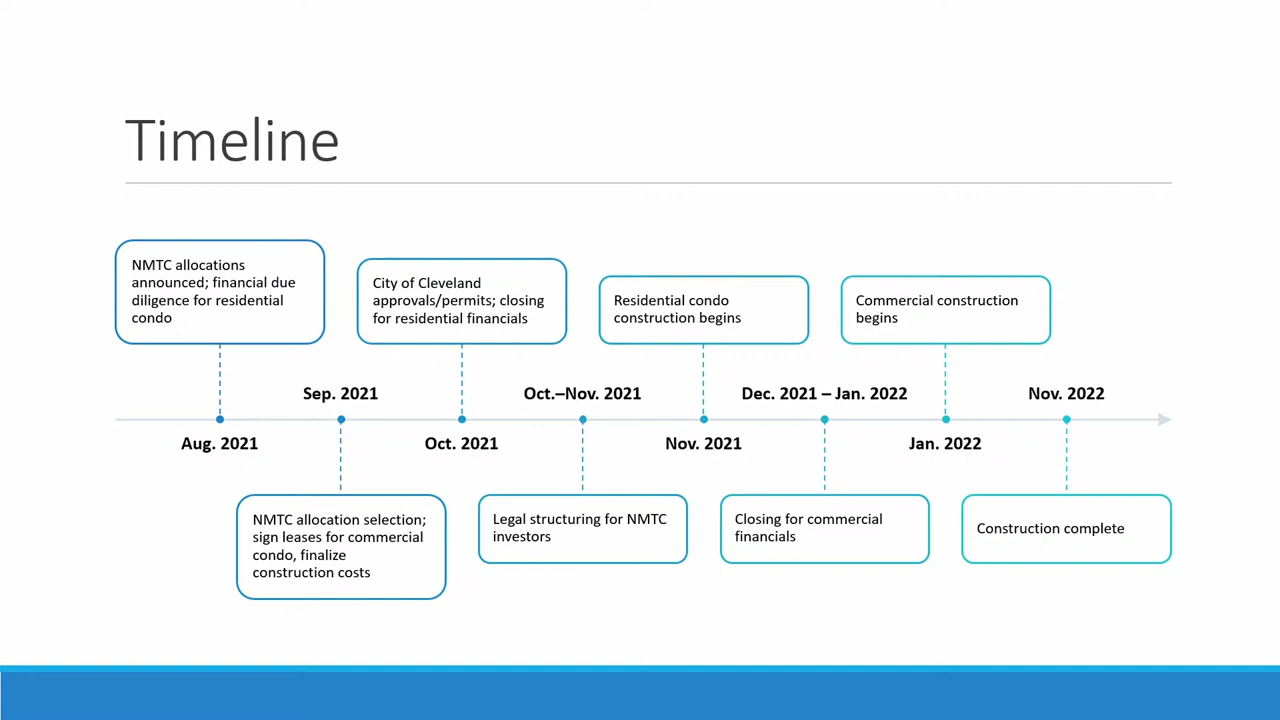 Timeline
NMTC allocations
announced; financial due
diligence for residential
condo
City of Cleveland
approvals/permits; closing
for residential financials
Residential condo
construction begins
Commercial construction
begins
Sep. 2021
Oct.–Nov. 2021
Dec. 2021 – Jan. 2022
Nov. 2022
Aug. 2021
Oct. 2021
Nov. 2021
Jan. 2022
NMTC allocation selection;
sign leases for commercial
condo, finalize
construction costs
Legal structuring for NMTC
investors
Closing for commercial
financials
Construction complete